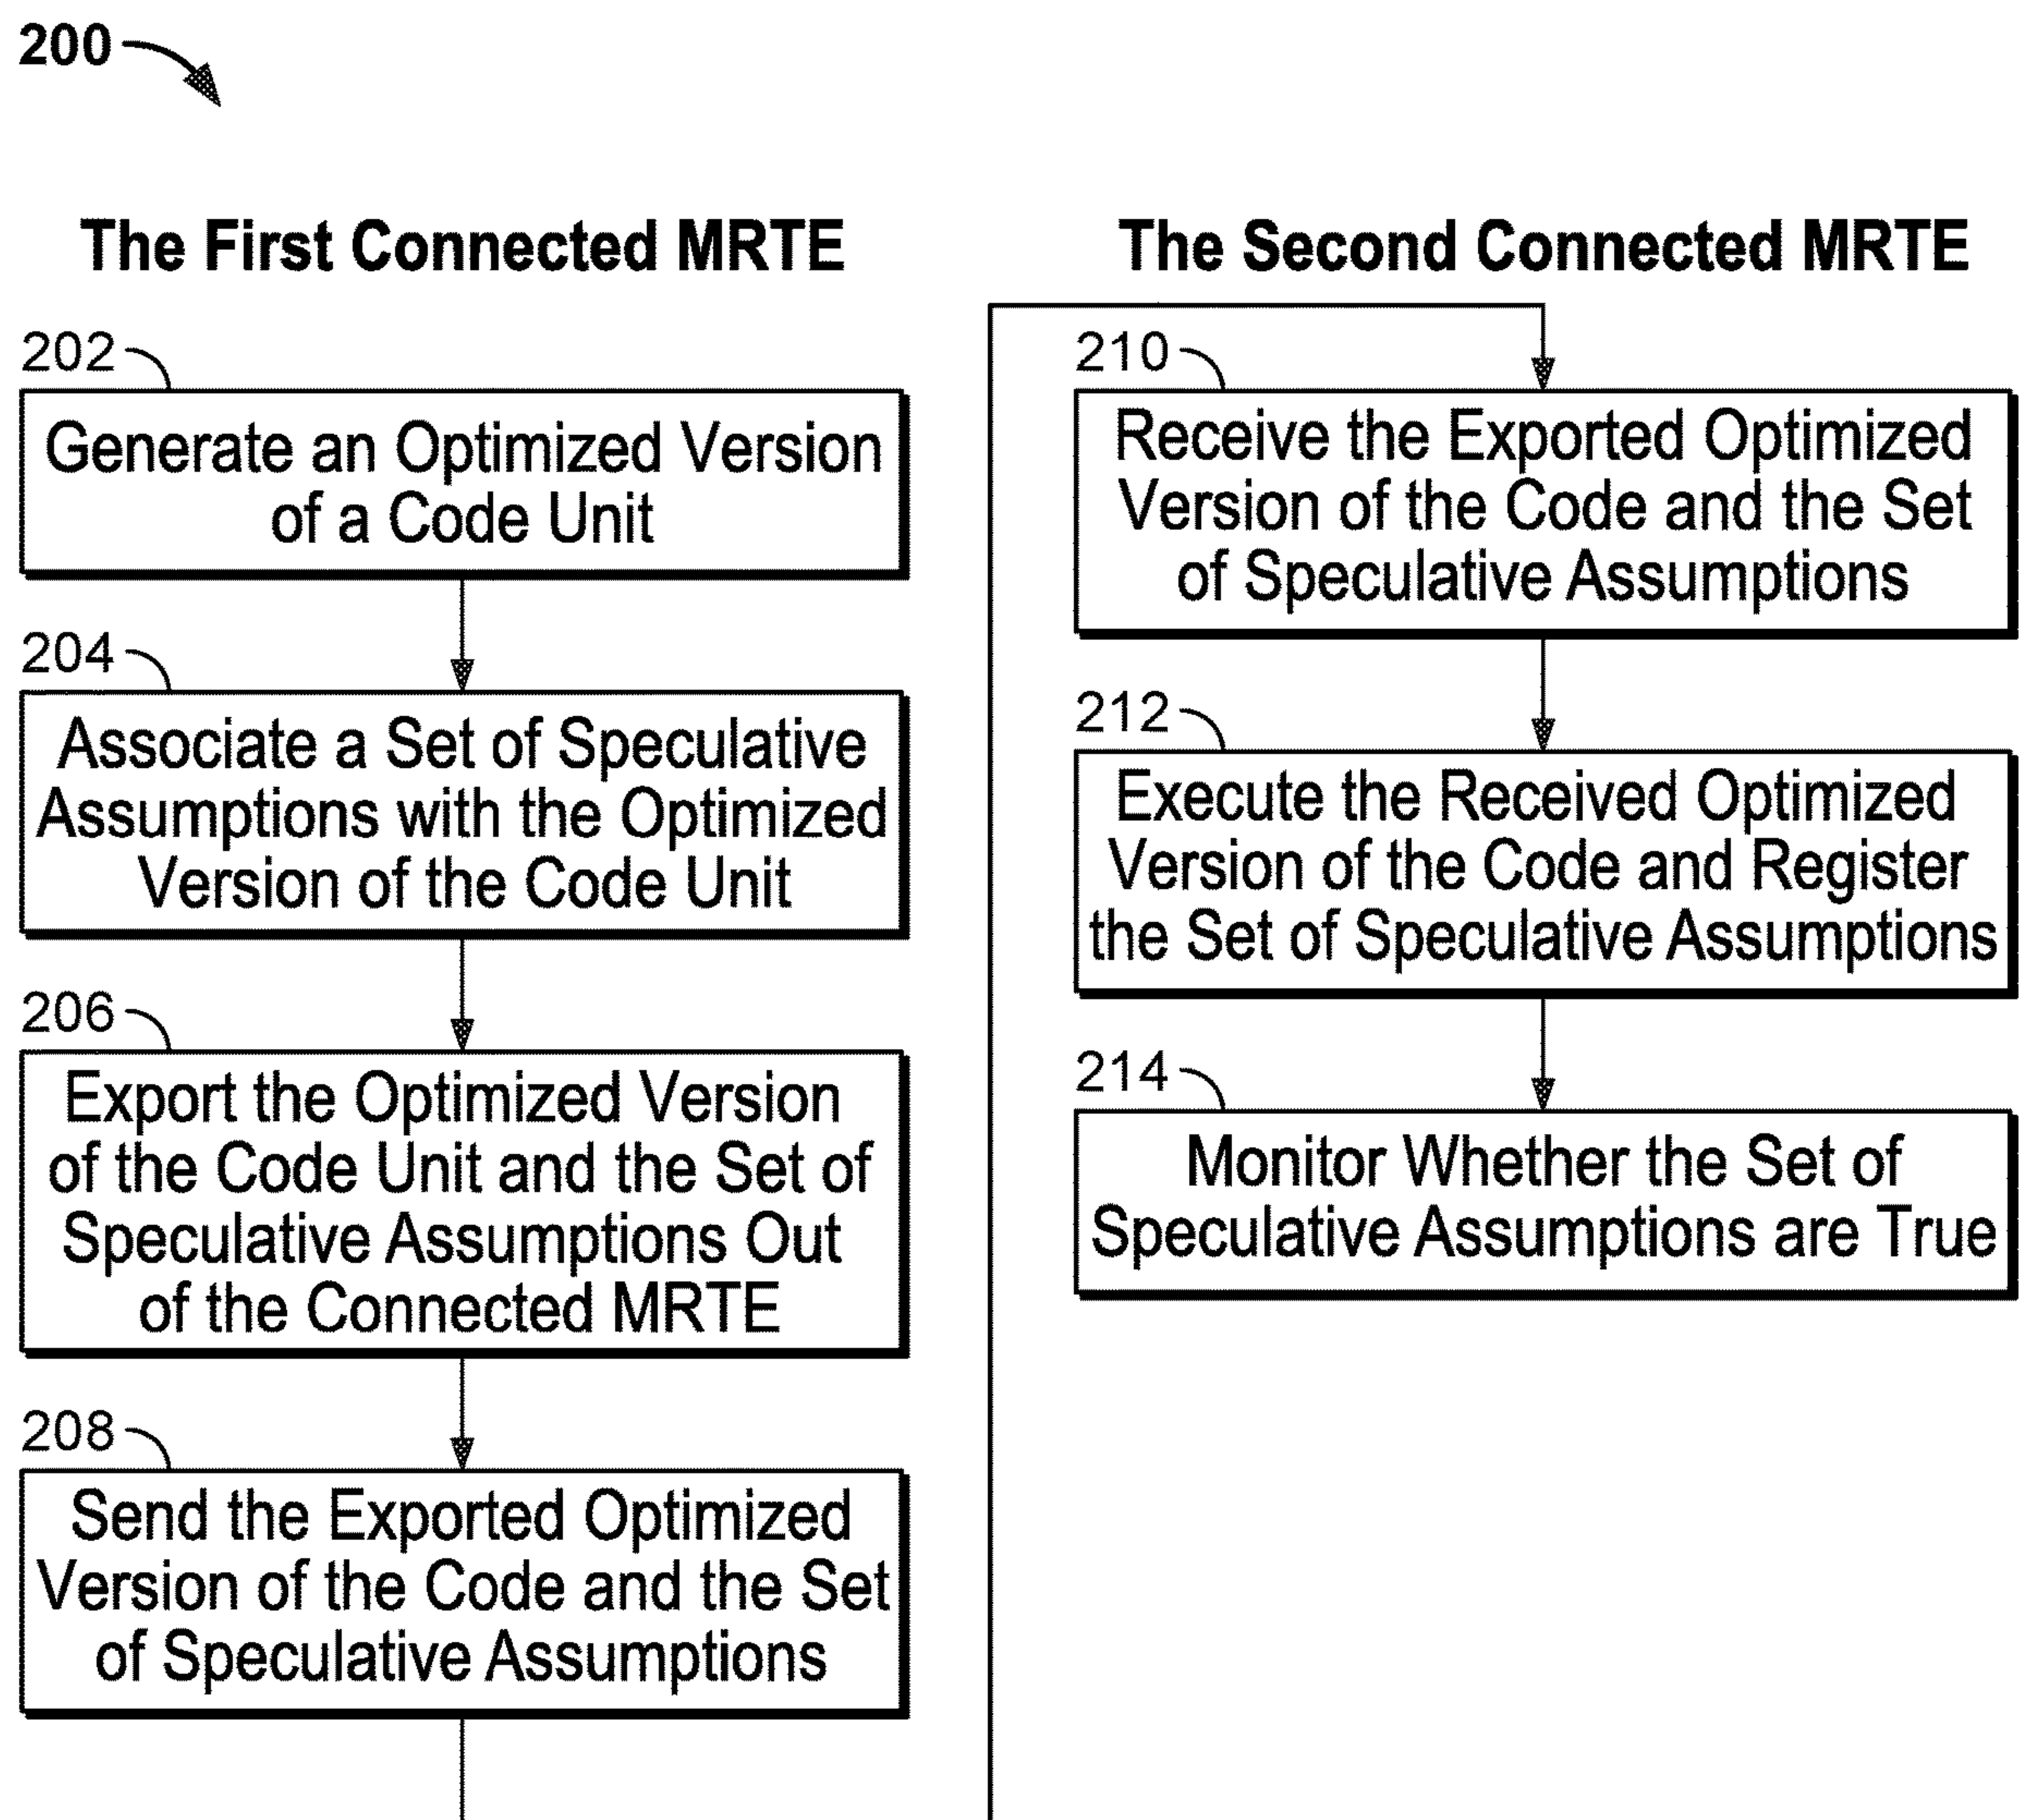 200
The First Connected MRTE
202
Generate an Optimized Version
of a Code Unit
204
Associate a Set of Speculative
Assumptions with the Optimized
Version of the Code Unit
206
Export the Optimized Version
of the Code Unit and the Set of
Speculative Assumptions Out
of the Connected MRTE
208
Send the Exported Optimized
Version of the Code and the Set
of Speculative Assumptions
The Second Connected MRTE
210
Receive the Exported Optimized
Version of the Code and the Set
of Speculative Assumptions
212
Execute the Received Optimized
Version of the Code and Register
the Set of Speculative Assumptions
214
Monitor Whether the Set of
Speculative Assumptions are True